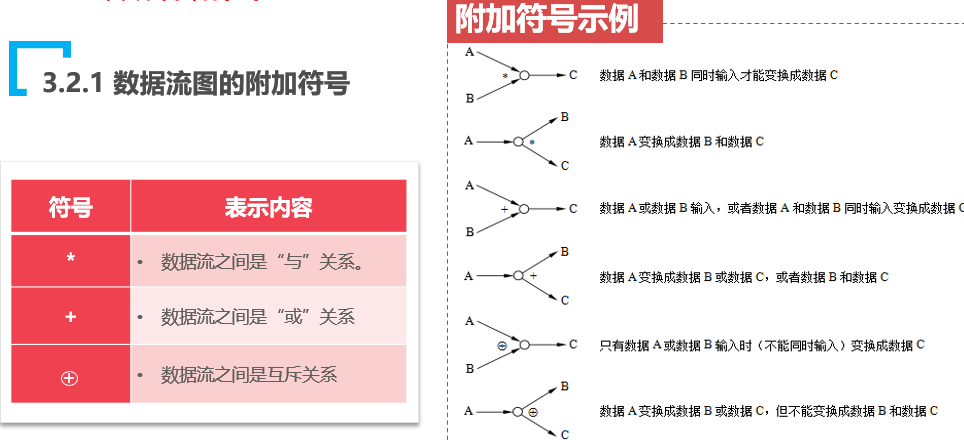 3.2.1 数据流图的附加符号
符号 表示内容
* • 数据流之间是“与”关系。
+ • 数据流之间是“或”关系
⊕ • 数据流之间是互斥关系
附加符号示例
A
* C 数据 A 和数据 B 同时输入才能变换成数据 C
B
B
A * 数据 A 变换成数据 B 和数据 C
C
A
+ C 数据 A 或数据 B 输入，或者数据 A 和数据 B 同时输入变换成数据 C
B
B
A + 数据 A 变换成数据 B 或数据 C，或者数据 B 和数据 C
C
A
⊕ C 只有数据 A 或数据 B 输入时（不能同时输入）变换成数据 C
B
B
A ⊕ 数据 A 变换成数据 B 或数据 C，但不能变换成数据 B 和数据 C
C